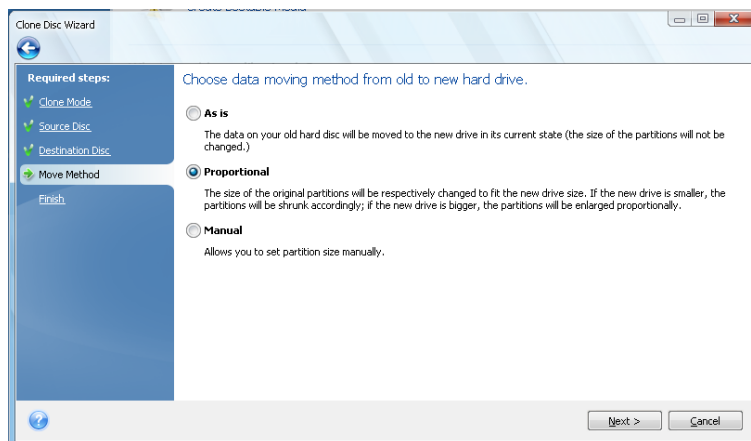 Create Bootable Media
Clone Disc Wizard
Required steps:
Clone Mode
Source Disc
Destination Disc
Move Method
Finish
Choose data moving method from old to new hard drive.
As is
The data on your old hard disc will be moved to the new drive in its current state (the size of the partitions will not be
changed.)
Proportional
The size of the original partitions will be respectively changed to fit the new drive size. If the new drive is smaller, the
partitions will be shrunk accordingly; if the new drive is bigger, the partitions will be enlarged proportionally.
Manual
Allows you to set partition size manually.
Next >
Cancel